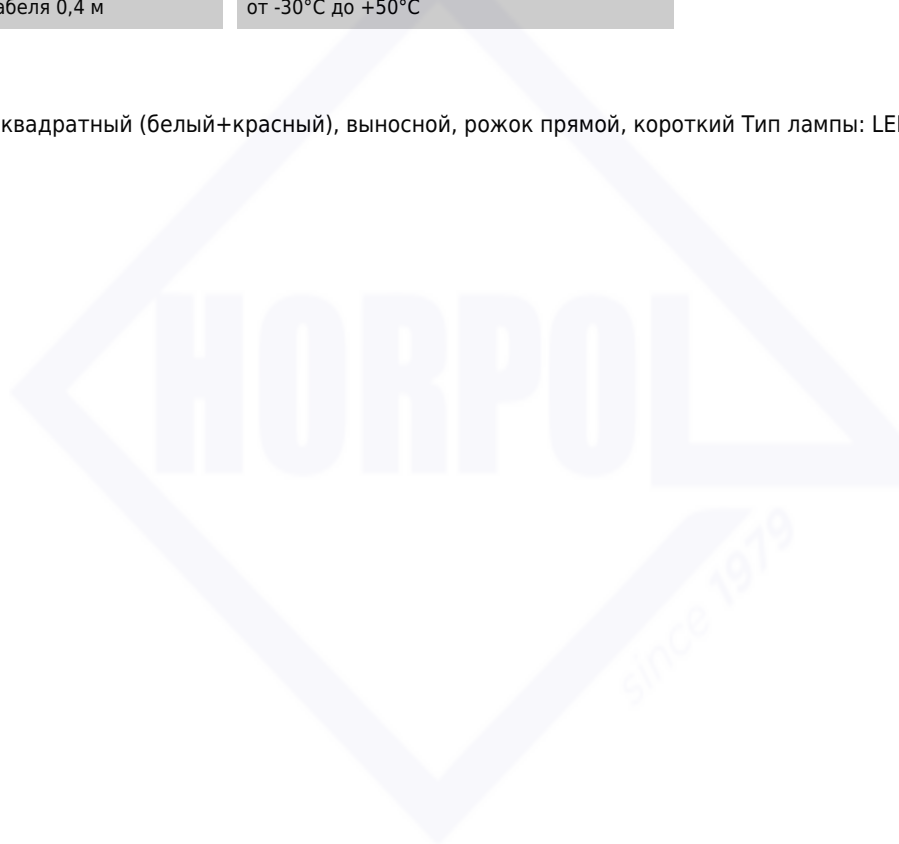 абеля 0,4 м
от -30°C до +50°C
квадратный (белый+красный), выносной, рожок прямой, короткий Тип лампы: LED
HORPOL
since 1979